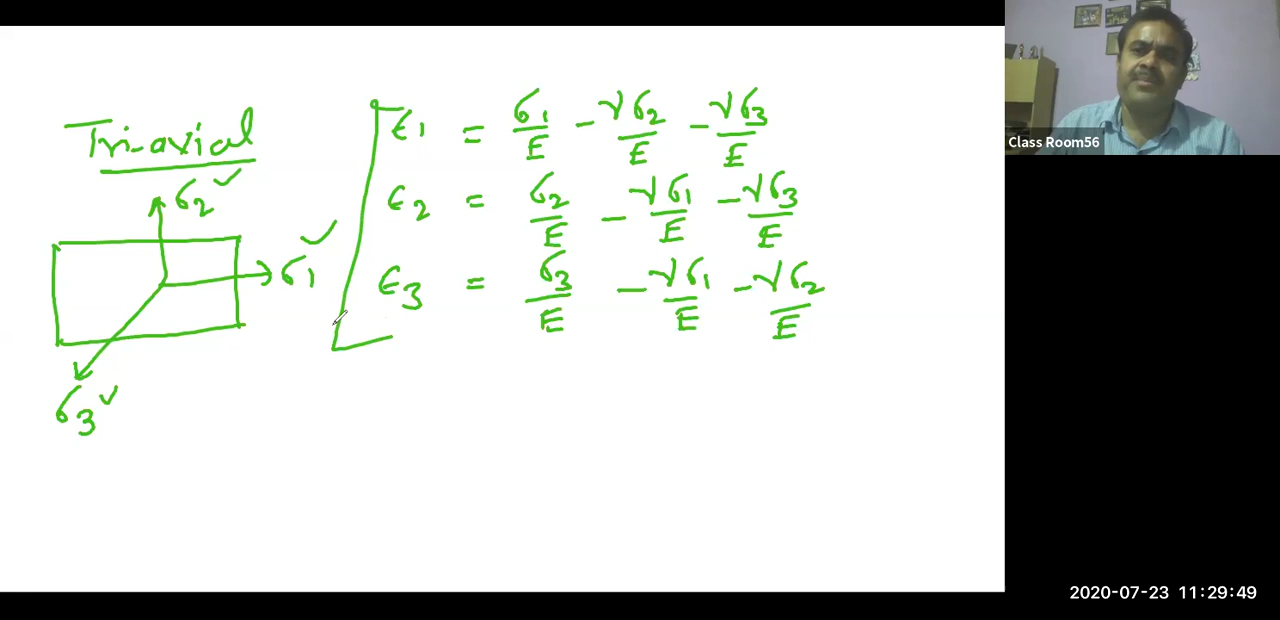 Tri-axial
σ2 ✓
σ1 ✓
σ3 ✓
ϵ1 = σ1/E - νσ2/E - νσ3/E
ϵ2 = σ2/E - νσ1/E - νσ3/E
ϵ3 = σ3/E - νσ1/E - νσ2/E
Class Room56
2020-07-23 11:29:49